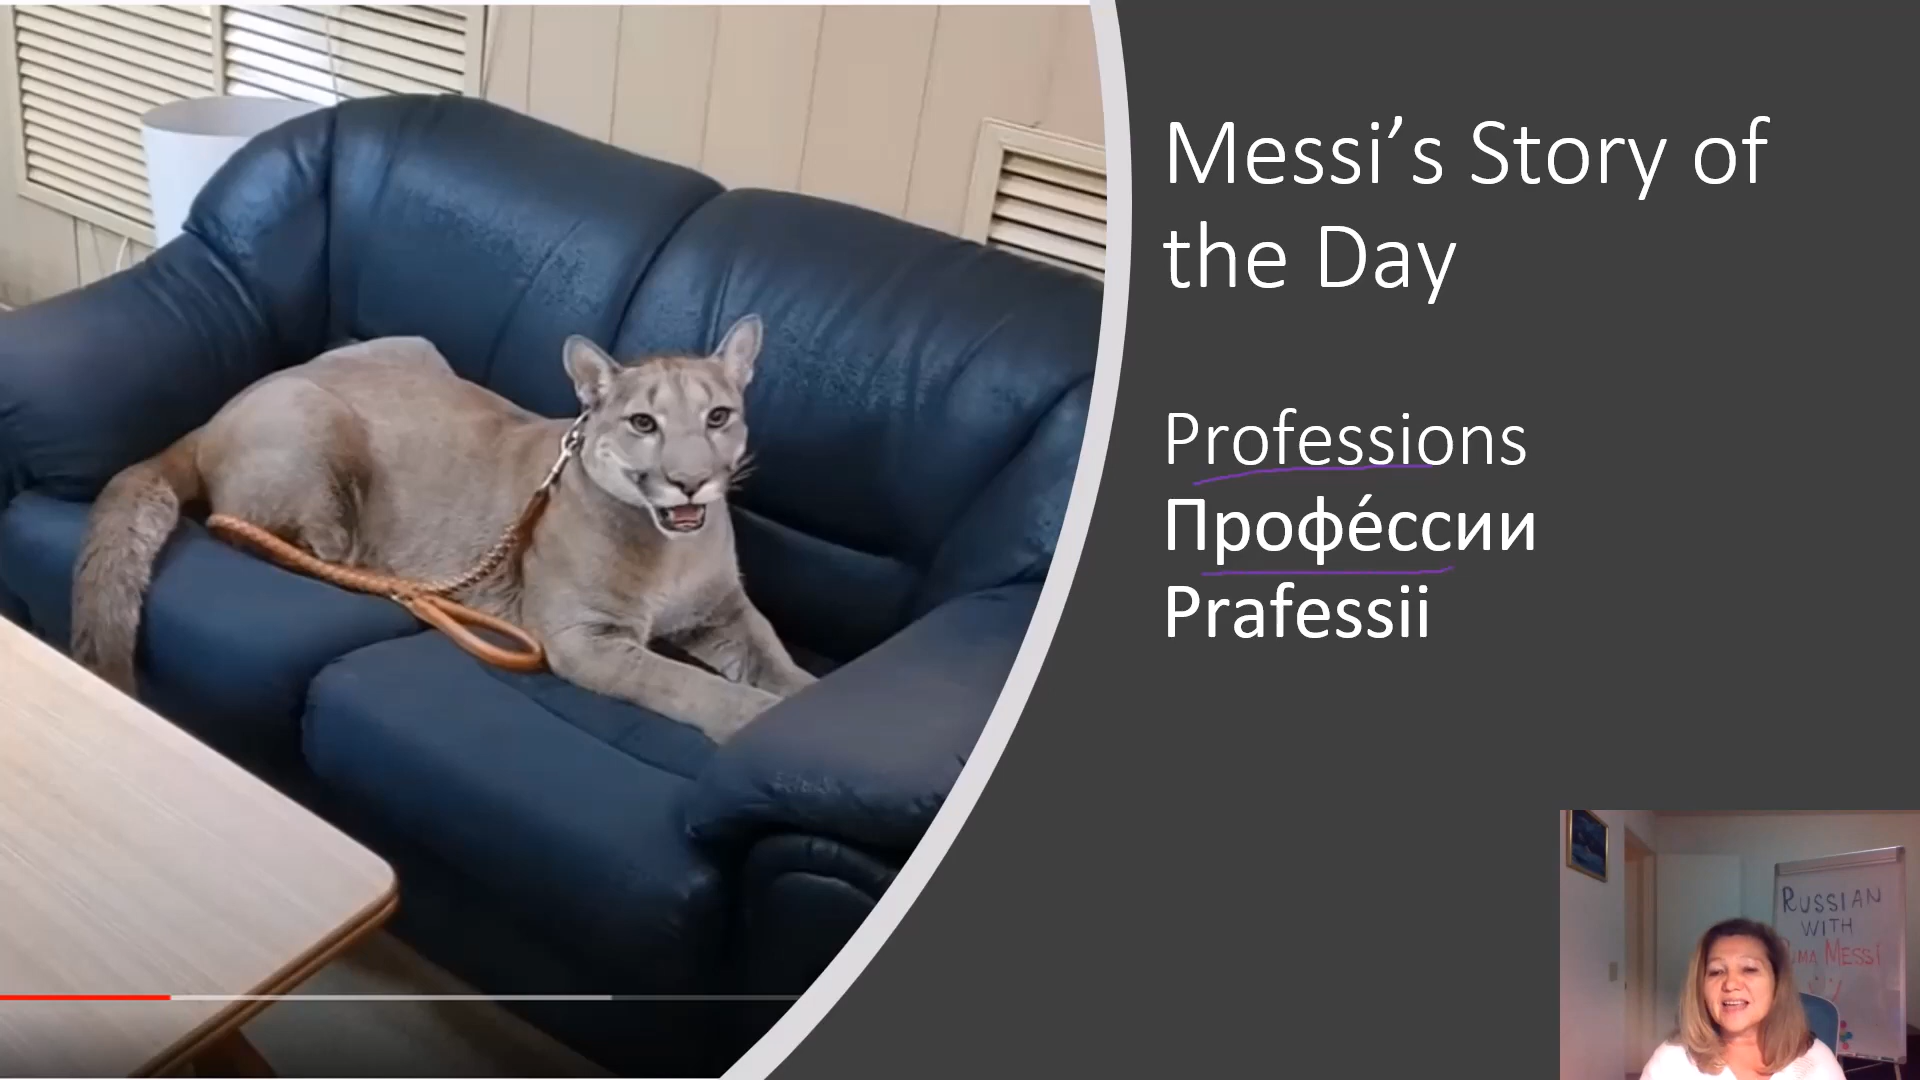 Messi’s Story of
the Day
Professions
Профе́ссии
Prafessii
RUSSIAN
WITH
MESSI